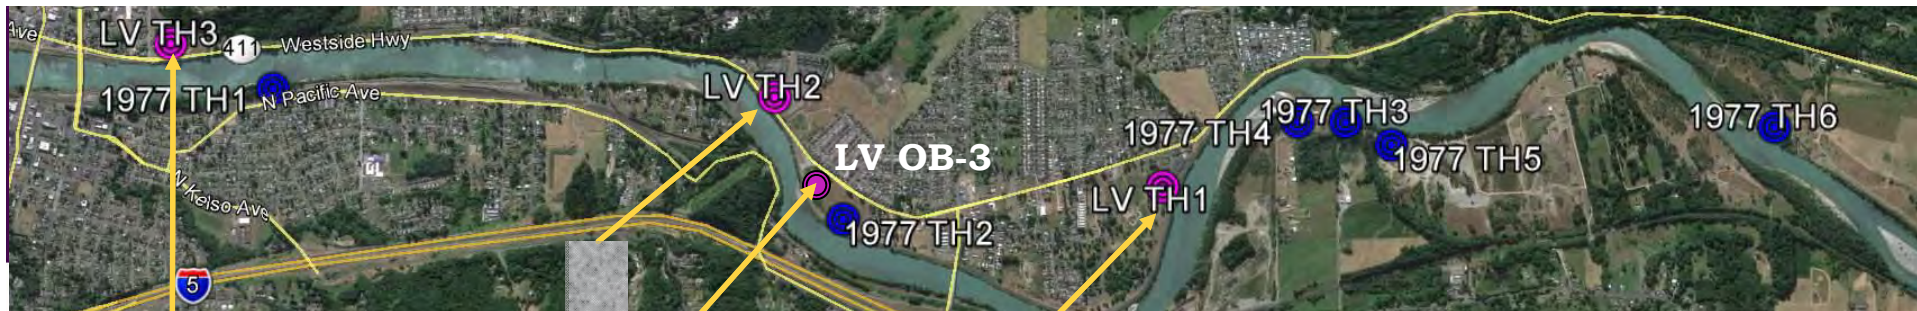 Ave
LV TH3
411
Westside Hwy
1977 TH1
N Pacific Ave
N Kelso Ave
5
LV TH2
LV OB-3
1977 TH2
LV TH1
1977 TH4
1977 TH3
1977 TH5
1977 TH6